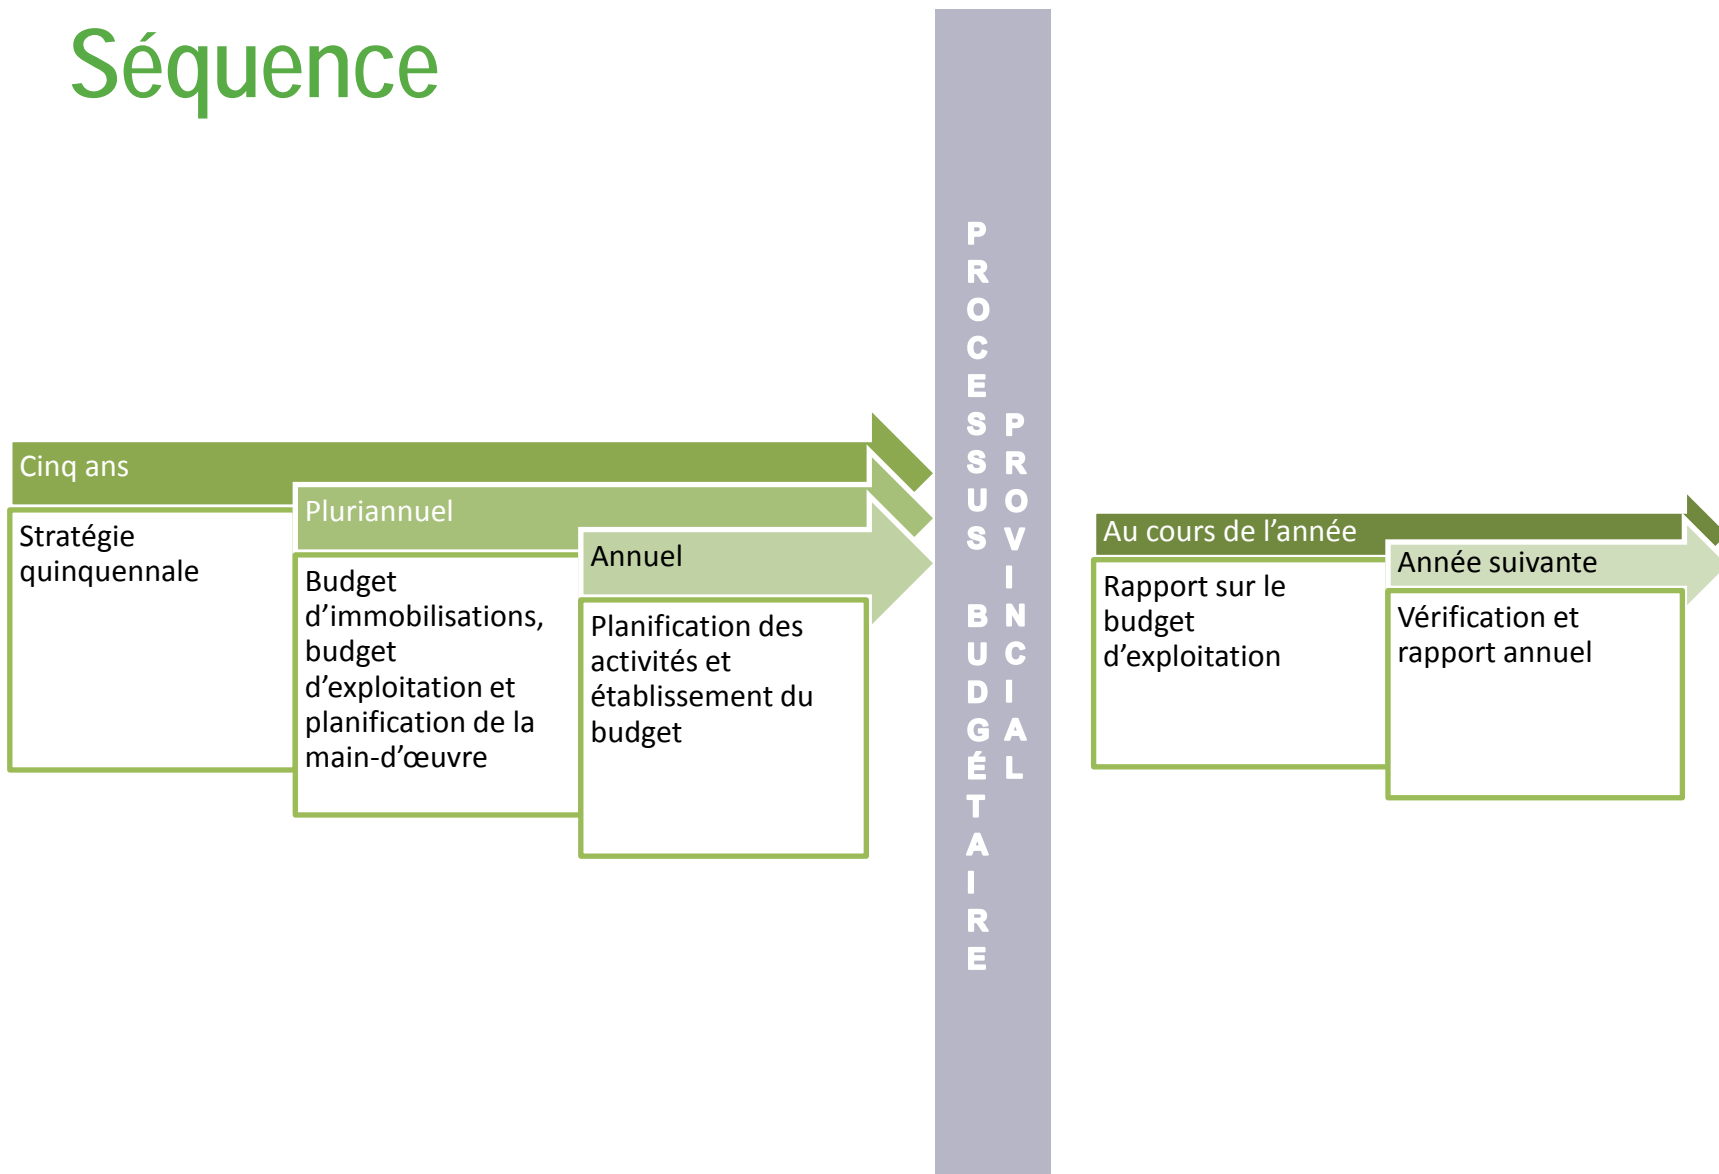 Séquence
Cinq ans
Stratégie
quinquennale
Pluriannuel
Budget
d’immobilisations,
budget
d’exploitation et
planification de la
main-d’œuvre
Annuel
Planification des
activités et
établissement du
budget
PROCESSUS BUDGÉTAIRE
PROVINCIAL
Au cours de l’année
Rapport sur le
budget
d’exploitation
Année suivante
Vérification et
rapport annuel